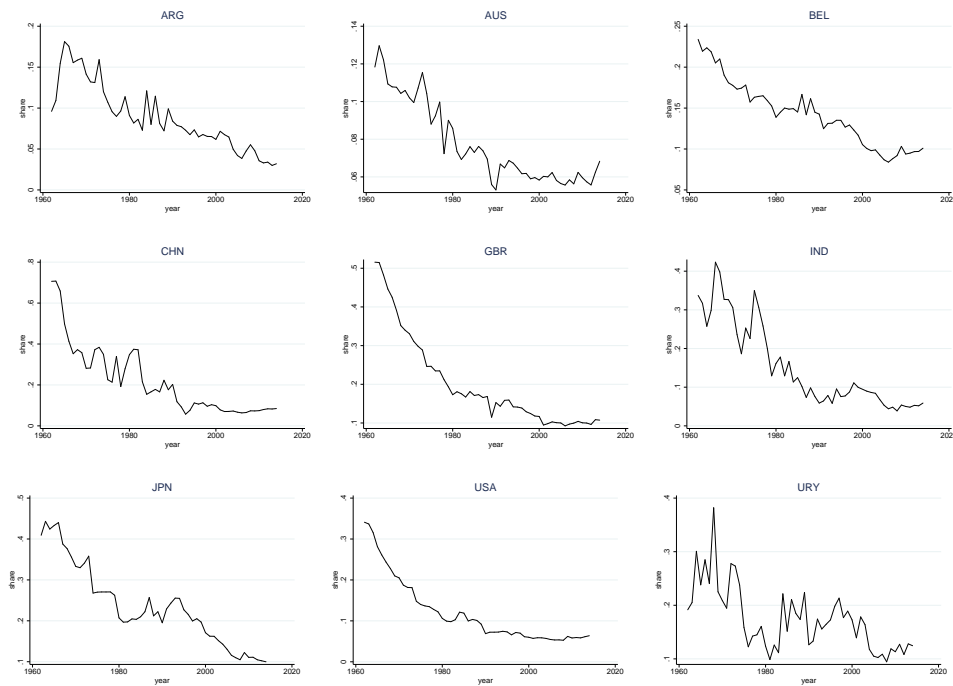 ARG
share
0 .05 .1 .15 .2
1960 1980 2000 2020
year
AUS
share
.06 .08 .1 .12 .14
1960 1980 2000 2020
year
BEL
share
.05 .1 .15 .2 .25
1960 1980 2000 202
year
CHN
share
0 .2 .4 .6 .8
1960 1980 2000 2020
year
GBR
share
.1 .2 .3 .4 .5
1960 1980 2000 2020
year
IND
share
0 .1 .2 .3 .4
1960 1980 2000 202
year
JPN
share
.1 .2 .3 .4 .5
1960 1980 2000 2020
year
USA
share
0 .1 .2 .3 .4
1960 1980 2000 2020
year
URY
share
.1 .2 .3 .4
1960 1980 2000 2020
year